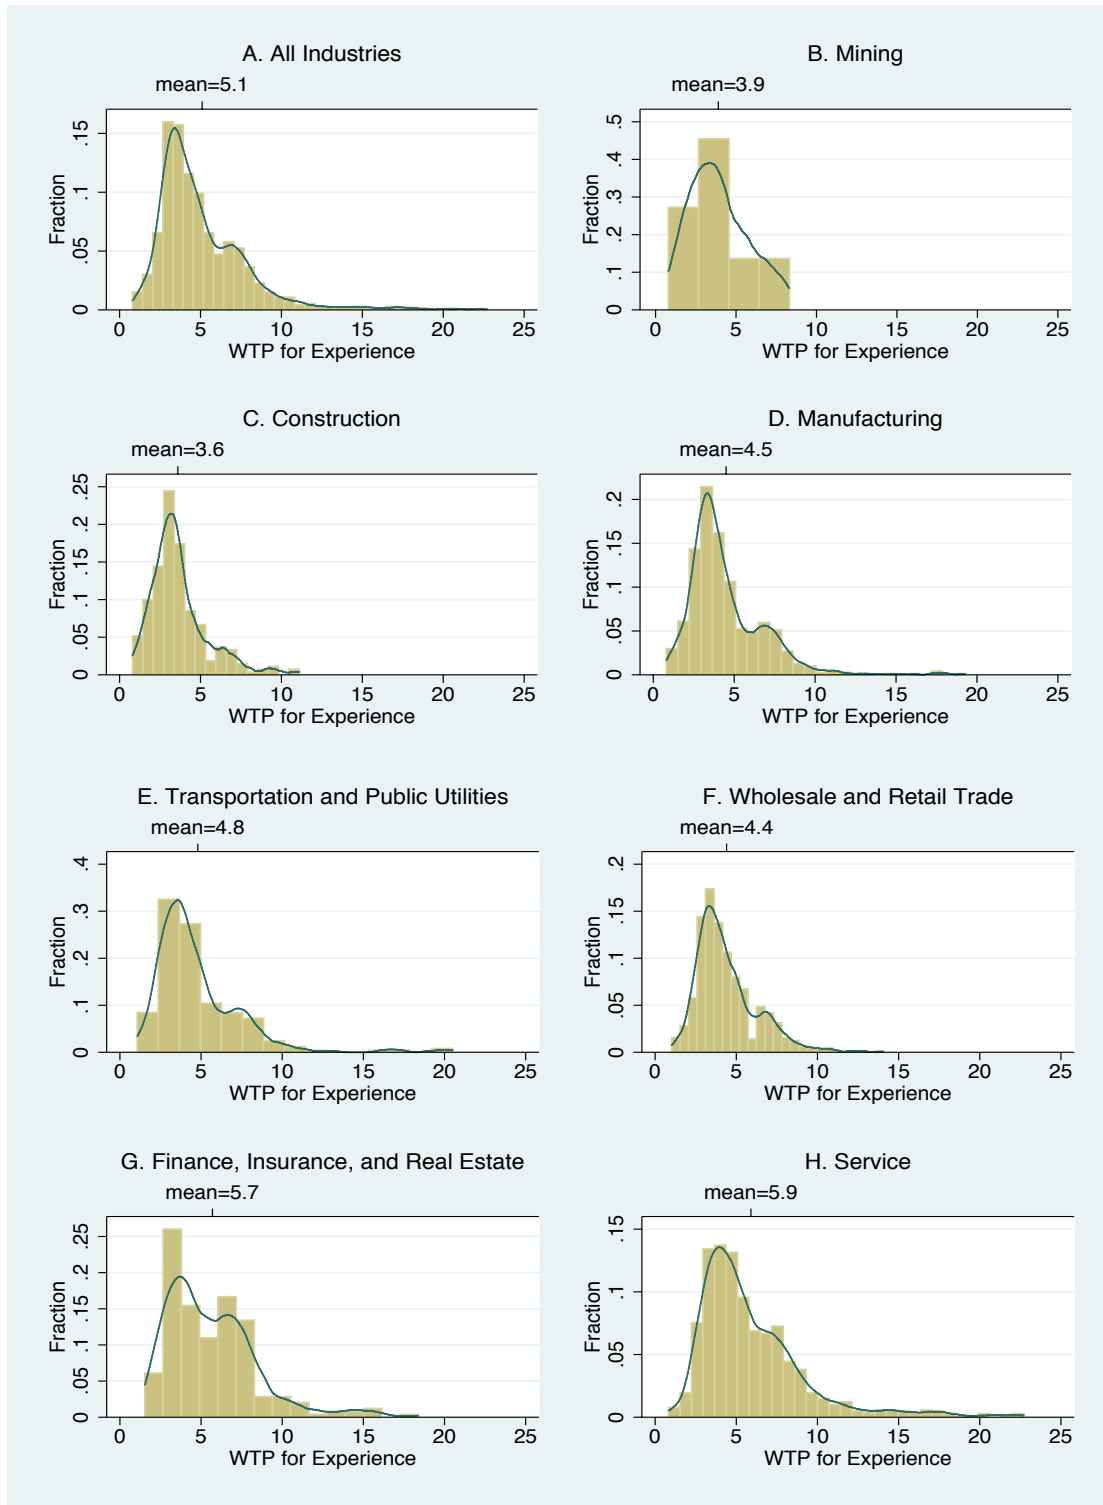 A. All Industries
mean=5.1
Fraction
0 .05 .1 .15
0 5 10 15 20 25
WTP for Experience
B. Mining
mean=3.9
Fraction
0 .1 .2 .3 .4 .5
0 5 10 15 20 25
WTP for Experience
C. Construction
mean=3.6
Fraction
0 .05 .1 .15 .2 .25
0 5 10 15 20 25
WTP for Experience
D. Manufacturing
mean=4.5
Fraction
0 .05 .1 .15 .2
0 5 10 15 20 25
WTP for Experience
E. Transportation and Public Utilities
mean=4.8
Fraction
0 .1 .2 .3 .4
0 5 10 15 20 25
WTP for Experience
F. Wholesale and Retail Trade
mean=4.4
Fraction
0 .05 .1 .15 .2
0 5 10 15 20 25
WTP for Experience
G. Finance, Insurance, and Real Estate
mean=5.7
Fraction
0 .05 .1 .15 .2 .25
0 5 10 15 20 25
WTP for Experience
H. Service
mean=5.9
Fraction
0 .05 .1 .15
0 5 10 15 20 25
WTP for Experience